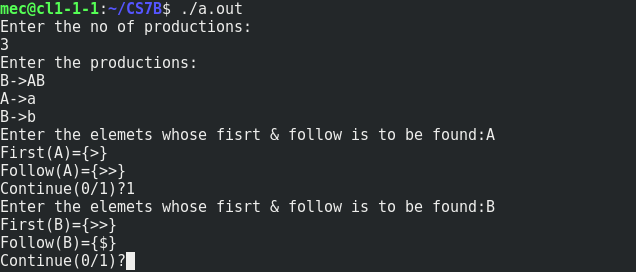 mec@cl1-1-1:~/CS7B$ ./a.out
Enter the no of productions:
3
Enter the productions:
B->AB
A->a
B->b
Enter the elemets whose fisrt & follow is to be found:A
First(A)={>}
Follow(A)={>>}
Continue(0/1)?1
Enter the elemets whose fisrt & follow is to be found:B
First(B)={>>}
Follow(B)={$}
Continue(0/1)?